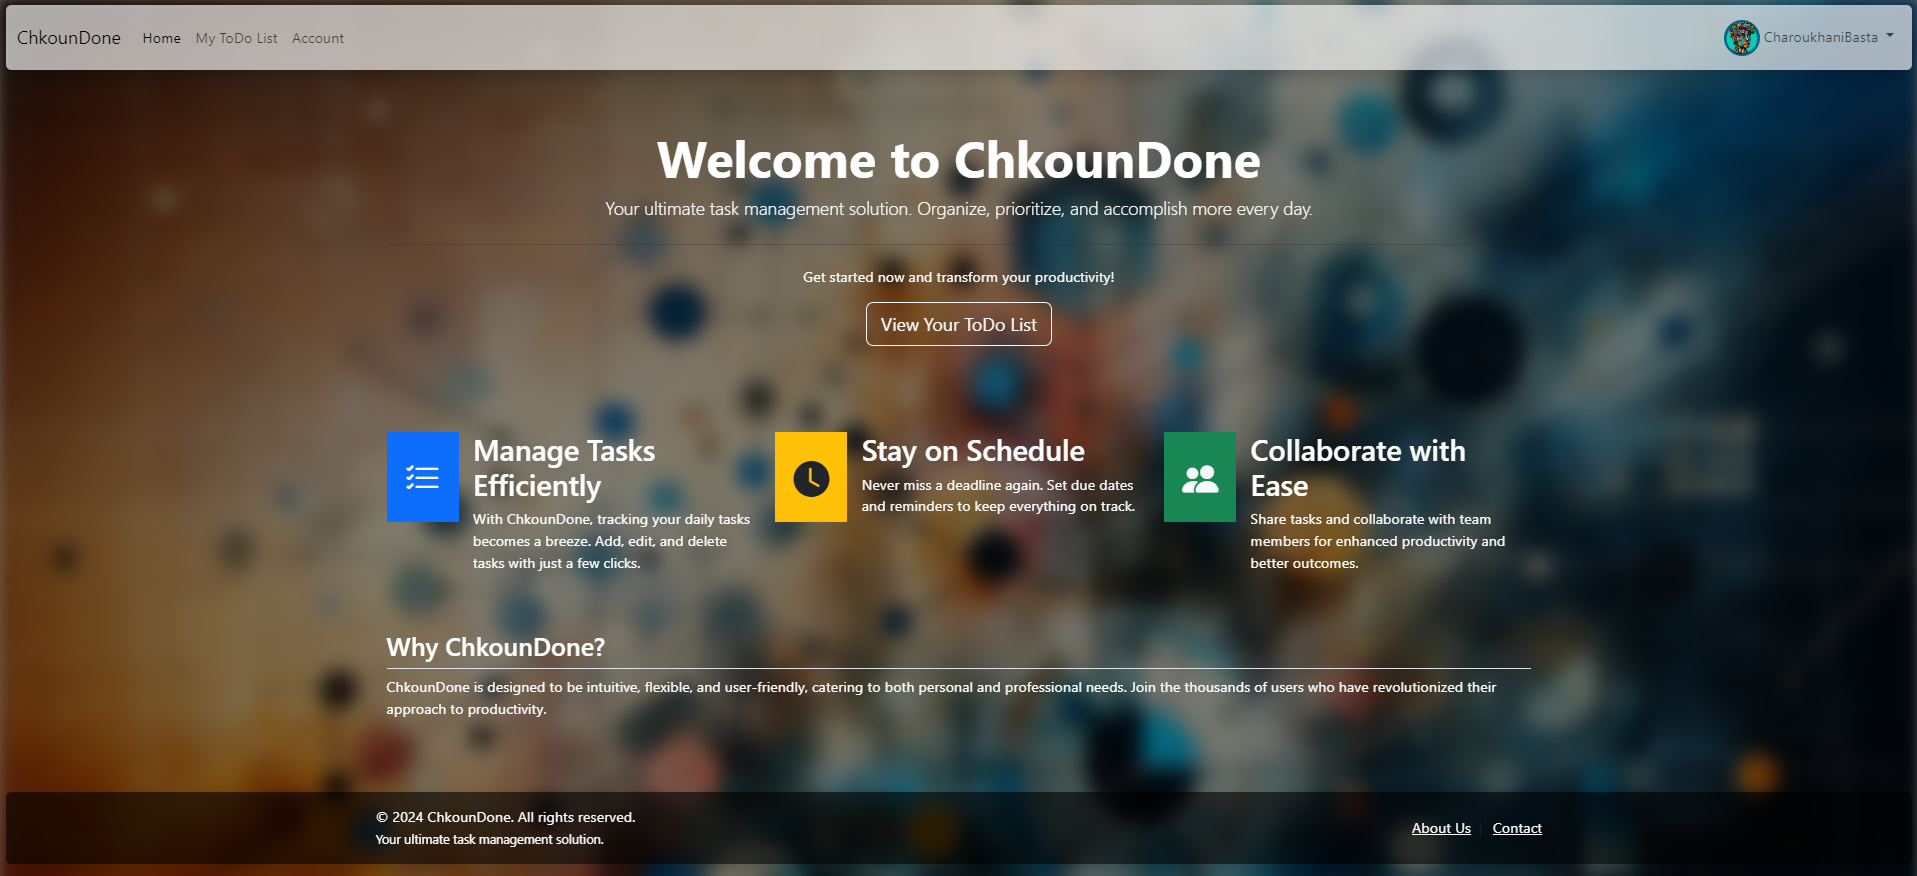 ChkounDone Home My ToDo List Account CharoukhaniBasta
Welcome to ChkounDone
Your ultimate task management solution. Organize, prioritize, and accomplish more every day.
Get started now and transform your productivity!
View Your ToDo List
Manage Tasks
Efficiently
With ChkounDone, tracking your daily tasks
becomes a breeze. Add, edit, and delete
tasks with just a few clicks.
Stay on Schedule
Never miss a deadline again. Set due dates
and reminders to keep everything on track.
Collaborate with
Ease
Share tasks and collaborate with team
members for enhanced productivity and
better outcomes.
Why ChkounDone?
ChkounDone is designed to be intuitive, flexible, and user-friendly, catering to both personal and professional needs. Join the thousands of users who have revolutionized their
approach to productivity.
© 2024 ChkounDone. All rights reserved.
Your ultimate task management solution.
About Us Contact